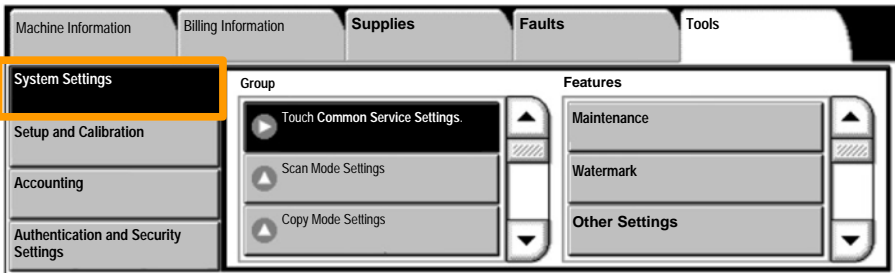 Machine Information
Billing Information
Supplies
Faults
Tools
System Settings
Setup and Calibration
Accounting
Authentication and Security
Settings
Group
Touch Common Service Settings.
Scan Mode Settings
Copy Mode Settings
Features
Maintenance
Watermark
Other Settings